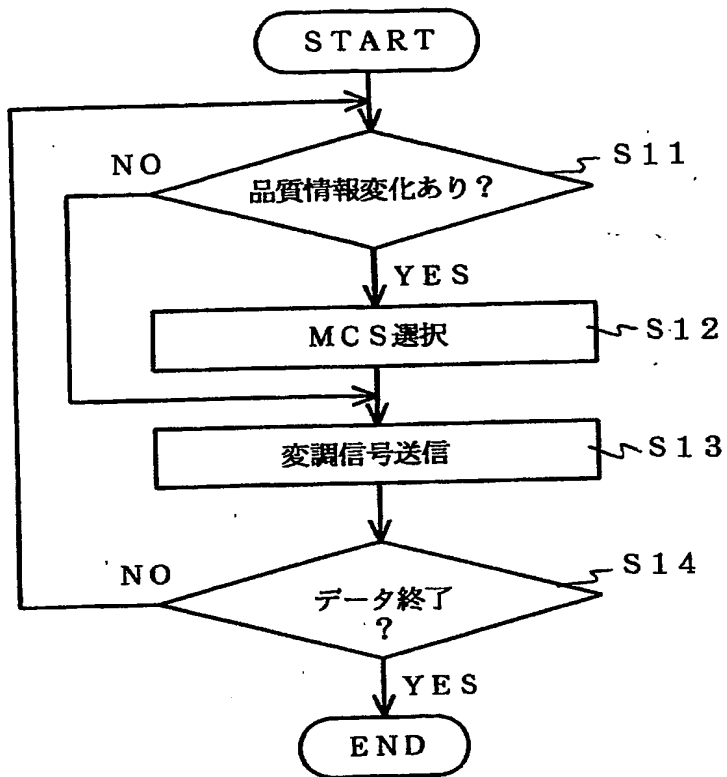 START
NO
S11
品質情報変化あり？
YES
MCS選択
S12
変調信号送信
S13
NO
S14
データ終了
？
YES
END